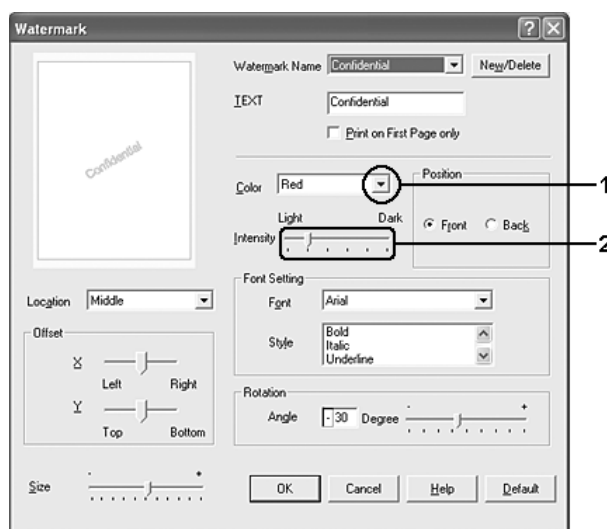 Watermark
Confidential
Watermark Name Confidential New/Delete
TEXT Confidential
Print on First Page only
Color Red
1
Position
Front Back
Light Dark
Intensity
2
Font Setting
Font Arial
Style Bold
Italic
Underline
Location Middle
Offset
X
Left Right
Y
Top Bottom
Rotation
Angle -30 Degree - +
Size - +
OK Cancel Help Default